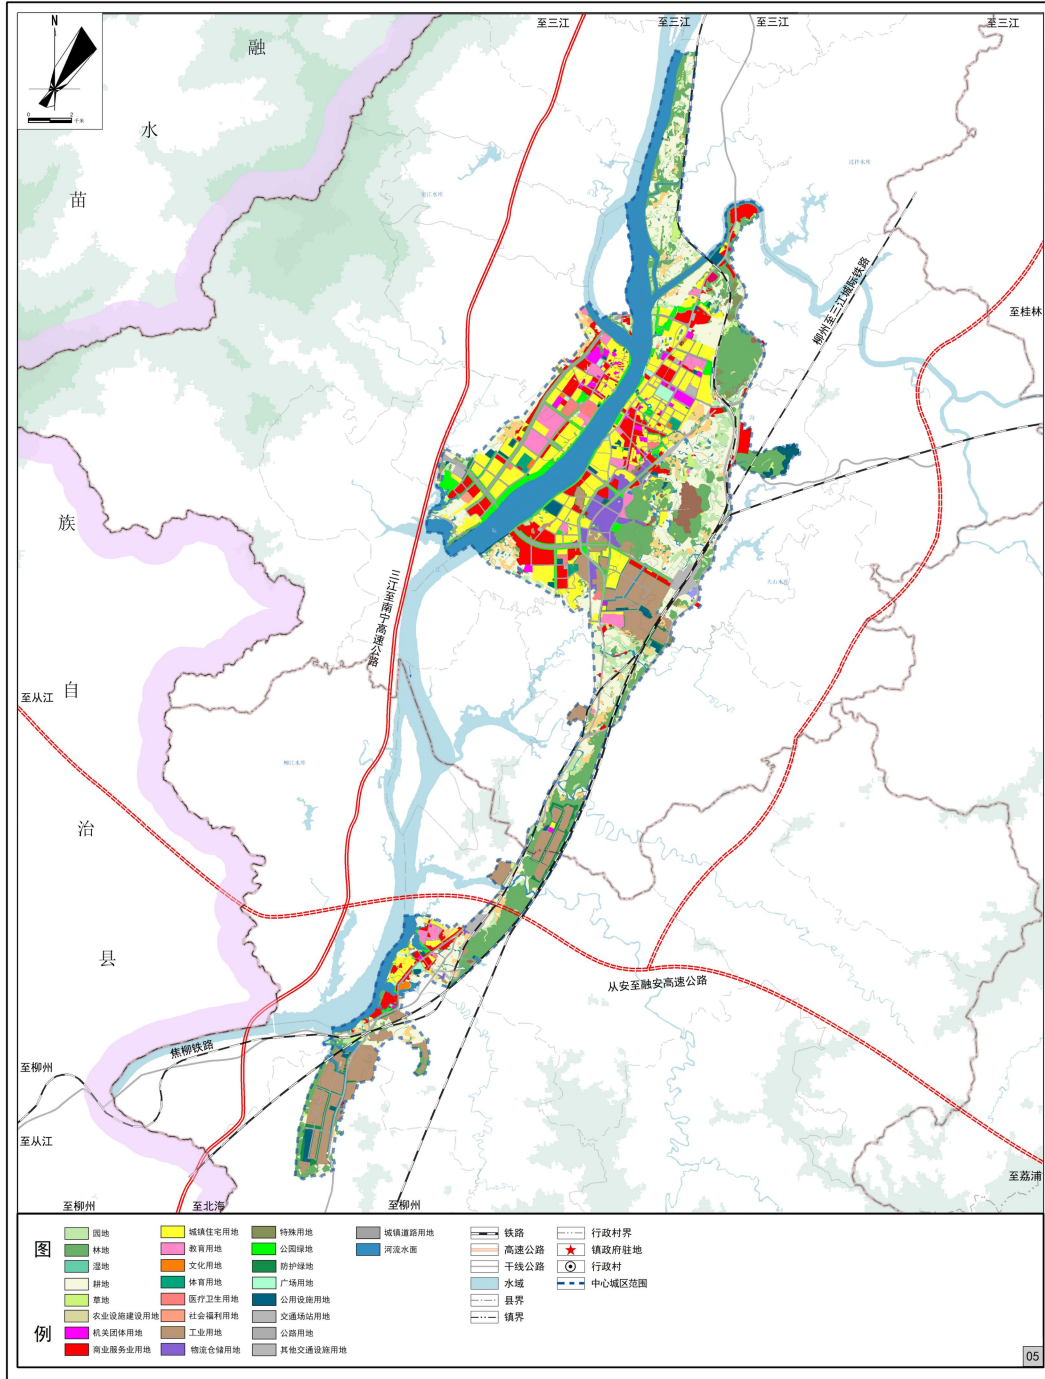 N
0 2
千米
至三江
至三江
至三江
至三江
融
水
苗
族
自
治
县
柳州至三江城际铁路
至桂林
三江至南宁高速公路
至从江
从安至融安高速公路
焦柳铁路
至柳州
至从江
至荔浦
至柳州
至北海
至柳州
图
例
园地
林地
湿地
耕地
草地
农业设施建设用地
机关团体用地
商业服务业用地
城镇住宅用地
教育用地
文化用地
体育用地
医疗卫生用地
社会福利用地
工业用地
物流仓储用地
特殊用地
公园绿地
防护绿地
广场用地
公用设施用地
交通场站用地
公路用地
其他交通设施用地
城镇道路用地
河流水面
铁路
高速公路
干线公路
水域
县界
镇界
行政村界
镇政府驻地
行政村
中心城区范围
05